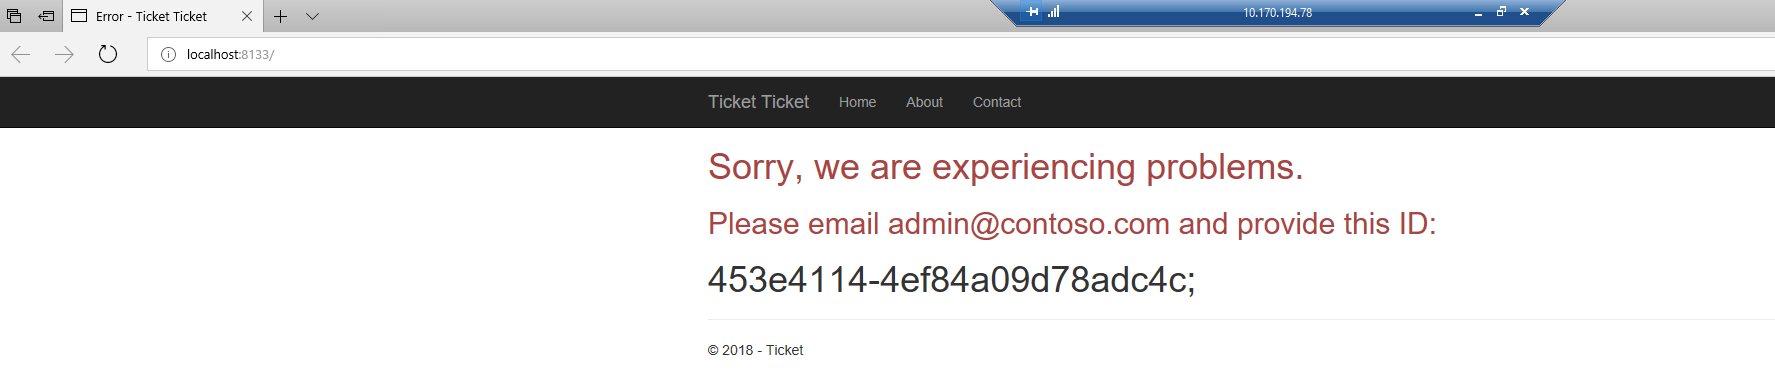 Error - Ticket Ticket
10.170.194.78
localhost:8133/
Ticket Ticket Home About Contact
Sorry, we are experiencing problems.
Please email admin@contoso.com and provide this ID:
453e4114-4ef84a09d78adc4c;
© 2018 - Ticket